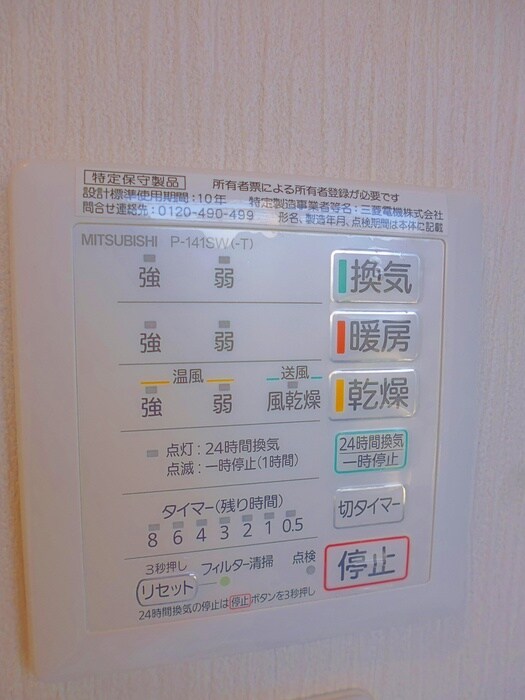 特定保守製品 所有者票による所有者登録が必要です
設計標準使用期間:10年 特定製造事業者等名:三菱電機株式会社
問合せ連絡先:0120-490-499 形名、製造年月、点検期間は本体に記載
MITSUBISHI P-141SW(-T)
強 弱 換気
強 弱 暖房
温風 送風
強 弱 風乾燥 乾燥
点灯:24時間換気
点滅:一時停止(1時間)
24時間換気
一時停止
タイマー(残り時間)
8 6 4 3 2 1 0.5
切タイマー
3秒押し フィルター清掃 点検
リセット
停止
24時間換気の停止は停止ボタンを3秒押し